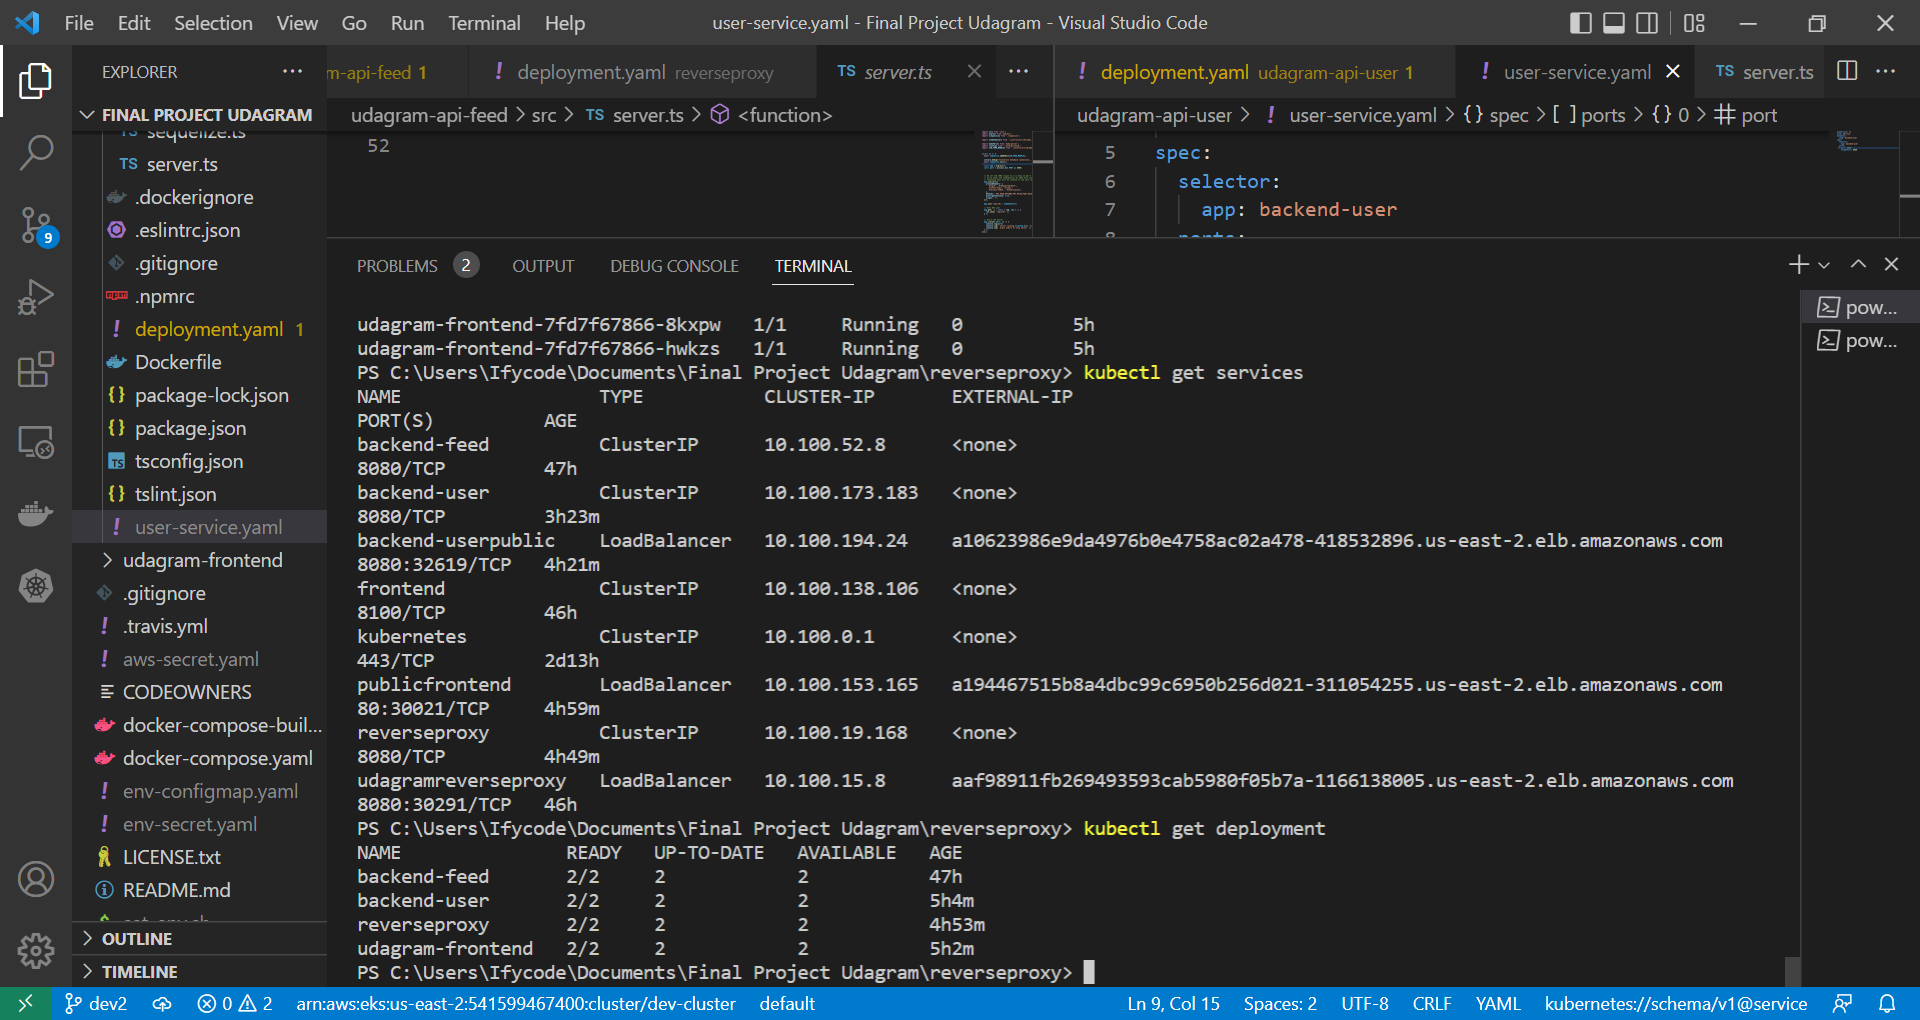 File Edit Selection View Go Run Terminal Help
user-service.yaml - Final Project Udagram - Visual Studio Code
EXPLORER
FINAL PROJECT UDAGRAM
sequelize.ts
TS server.ts
.dockerignore
.eslintrc.json
.gitignore
.npmrc
! deployment.yaml 1
Dockerfile
{} package-lock.json
{} package.json
TS tsconfig.json
{} tslint.json
! user-service.yaml
udagram-frontend
.gitignore
! .travis.yml
! aws-secret.yaml
CODEOWNERS
docker-compose-buil...
docker-compose.yaml
! env-configmap.yaml
! env-secret.yaml
LICENSE.txt
README.md
OUTLINE
TIMELINE
9
m-api-feed 1
! deployment.yaml reverseproxy
TS server.ts
udagram-api-feed > src > TS server.ts > <function>
52
! deployment.yaml udagram-api-user 1
! user-service.yaml
TS server.ts
udagram-api-user > ! user-service.yaml > {} spec > [ ] ports > {} 0 > # port
5 spec:
6 selector:
7 app: backend-user
8 ports:
PROBLEMS 2 OUTPUT DEBUG CONSOLE TERMINAL
pow...
pow...
udagram-frontend-7fd7f67866-8kxpw 1/1 Running 0 5h
udagram-frontend-7fd7f67866-hwkzs 1/1 Running 0 5h
PS C:\Users\Ifycode\Documents\Final Project Udagram\reverseproxy> kubectl get services
NAME TYPE CLUSTER-IP EXTERNAL-IP
PORT(S) AGE
backend-feed ClusterIP 10.100.52.8 <none>
8080/TCP 47h
backend-user ClusterIP 10.100.173.183 <none>
8080/TCP 3h23m
backend-userpublic LoadBalancer 10.100.194.24 a10623986e9da4976b0e4758ac02a478-418532896.us-east-2.elb.amazonaws.com
8080:32619/TCP 4h21m
frontend ClusterIP 10.100.138.106 <none>
8100/TCP 46h
kubernetes ClusterIP 10.100.0.1 <none>
443/TCP 2d13h
publicfrontend LoadBalancer 10.100.153.165 a194467515b8a4dbc99c6950b256d021-311054255.us-east-2.elb.amazonaws.com
80:30021/TCP 4h59m
reverseproxy ClusterIP 10.100.19.168 <none>
8080/TCP 4h49m
udagramreverseproxy LoadBalancer 10.100.15.8 aaf98911fb269493593cab5980f05b7a-1166138005.us-east-2.elb.amazonaws.com
8080:30291/TCP 46h
PS C:\Users\Ifycode\Documents\Final Project Udagram\reverseproxy> kubectl get deployment
NAME READY UP-TO-DATE AVAILABLE AGE
backend-feed 2/2 2 2 47h
backend-user 2/2 2 2 5h4m
reverseproxy 2/2 2 2 4h53m
udagram-frontend 2/2 2 2 5h2m
PS C:\Users\Ifycode\Documents\Final Project Udagram\reverseproxy>
dev2 0 2 arn:aws:eks:us-east-2:541599467400:cluster/dev-cluster default
Ln 9, Col 15 Spaces: 2 UTF-8 CRLF YAML kubernetes://schema/v1@service